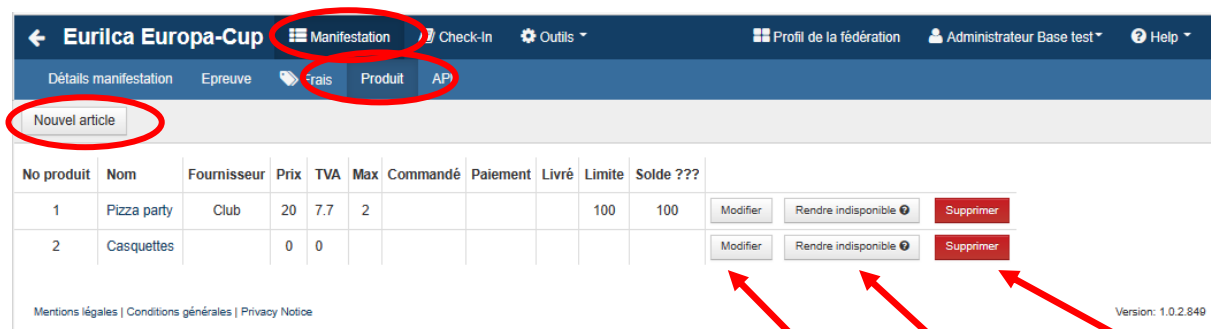 Eurilca Europa-Cup Manifestation Check-In Outils Profil de la fédération Administrateur Base test Help
Détails manifestation Epreuve Frais Produit AP
Nouvel article
No produit Nom Fournisseur Prix TVA Max Commandé Paiement Livré Limite Solde ???
1 Pizza party Club 20 7.7 2 100 100 Modifier Rendre indisponible Supprimer
2 Casquettes 0 0 Modifier Rendre indisponible Supprimer
Mentions légales | Conditions générales | Privacy Notice Version: 1.0.2.849